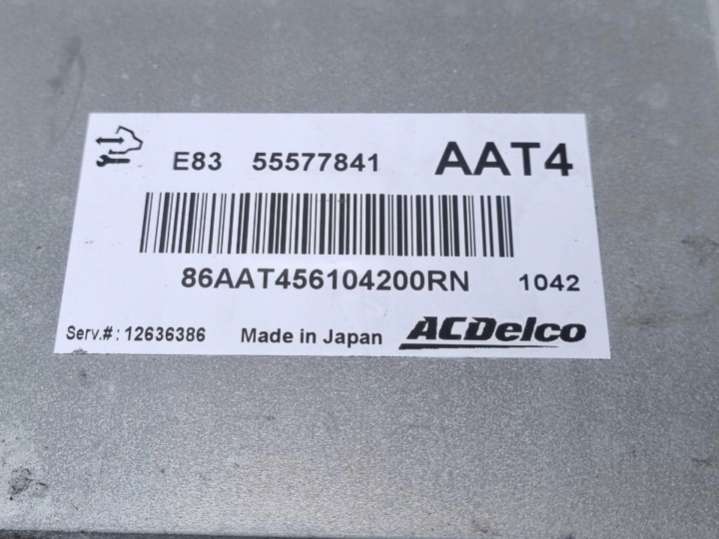 E83 55577841 AAT4
86AAT456104200RN 1042
Serv.#: 12636386 Made in Japan ACDelco